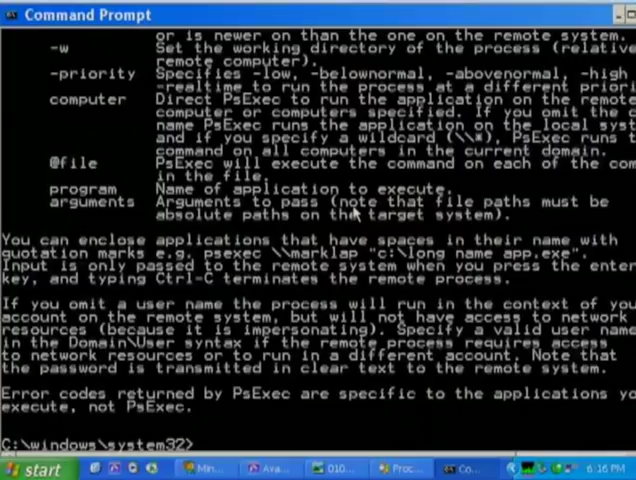 Command Prompt
or is newer on than the one on the remote system.
-w Set the working directory of the process (relative
remote computer).
-priority Specifies -low, -belownormal, -abovenormal, -high
-realtime to run the process at a different priori
computer Direct PsExec to run the application on the remote
computer or computers specified. If you omit the c
name PsExec runs the application on the local syst
and if you specify a wildcard (\\*), PsExec runs t
command on all computers in the current domain.
@file PsExec will execute the command on each of the com
in the file.
program Name of application to execute.
arguments Arguments to pass (note that file paths must be
absolute paths on the target system).
You can enclose applications that have spaces in their name with
quotation marks e.g. psexec \\marklap "c:\long name app.exe".
Input is only passed to the remote system when you press the enter
key, and typing Ctrl-C terminates the remote process.
If you omit a user name the process will run in the context of you
account on the remote system, but will not have access to network
resources (because it is impersonating). Specify a valid user name
in the Domain\User syntax if the remote process requires access
to network resources or to run in a different account. Note that
the password is transmitted in clear text to the remote system.
Error codes returned by PsExec are specific to the applications yo
execute, not PsExec.
C:\windows\system32>
start Min... Ava... 010... Proc... Co... 6:16 PM